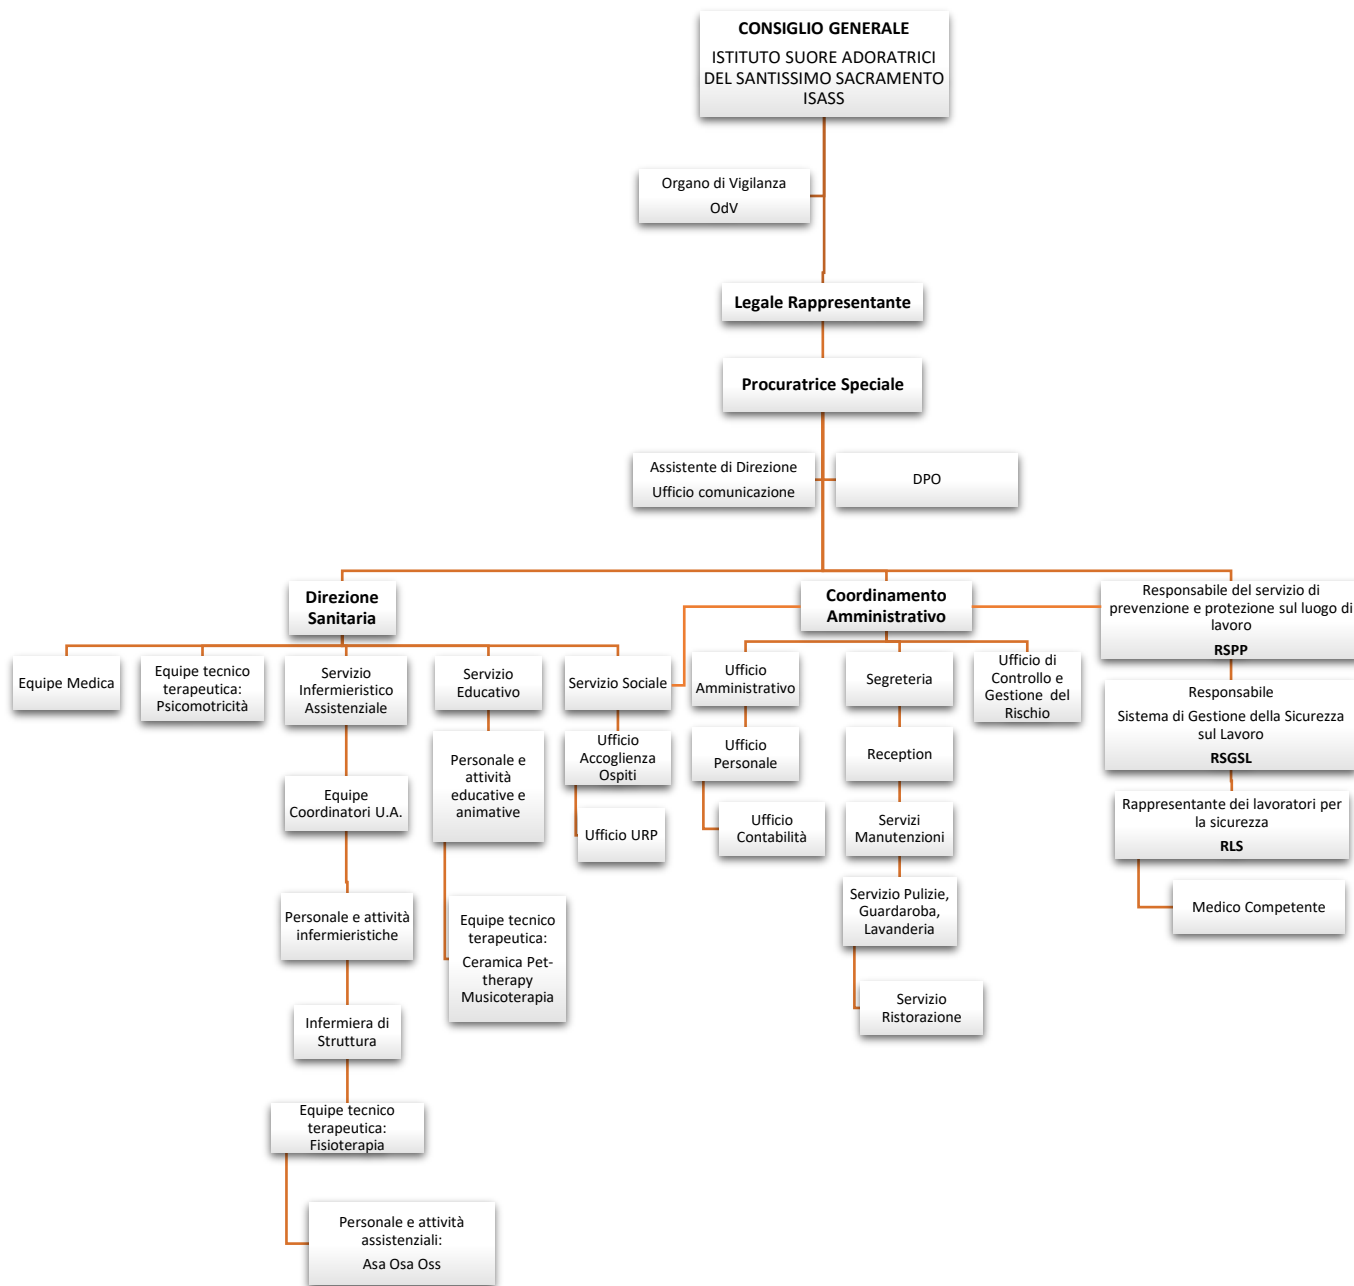 CONSIGLIO GENERALE
ISTITUTO SUORE ADORATRICI
DEL SANTISSIMO SACRAMENTO
ISASS
Organo di Vigilanza
OdV
Legale Rappresentante
Procuratrice Speciale
Assistente di Direzione
Ufficio comunicazione
DPO
Direzione
Sanitaria
Coordinamento
Amministrativo
Responsabile del servizio di
prevenzione e protezione sul luogo di
lavoro
RSPP
Equipe Medica
Equipe tecnico
terapeutica:
Psicomotricità
Servizio
Infermieristico
Assistenziale
Servizio
Educativo
Servizio Sociale
Ufficio
Amministrativo
Segreteria
Ufficio di
Controllo e
Gestione del
Rischio
Responsabile
Sistema di Gestione della Sicurezza
sul Lavoro
RSGSL
Equipe
Coordinatori U.A.
Personale e
attività
educative e
animative
Ufficio
Accoglienza
Ospiti
Ufficio
Personale
Reception
Rappresentante dei lavoratori per
la sicurezza
RLS
Ufficio URP
Ufficio
Contabilità
Servizi
Manutenzioni
Medico Competente
Personale e attività
infermieristiche
Equipe tecnico
terapeutica:
Ceramica Pet-
therapy
Musicoterapia
Servizio Pulizie,
Guardaroba,
Lavanderia
Servizio
Ristorazione
Infermiera di
Struttura
Equipe tecnico
terapeutica:
Fisioterapia
Personale e attività
assistenziali:
Asa Osa Oss